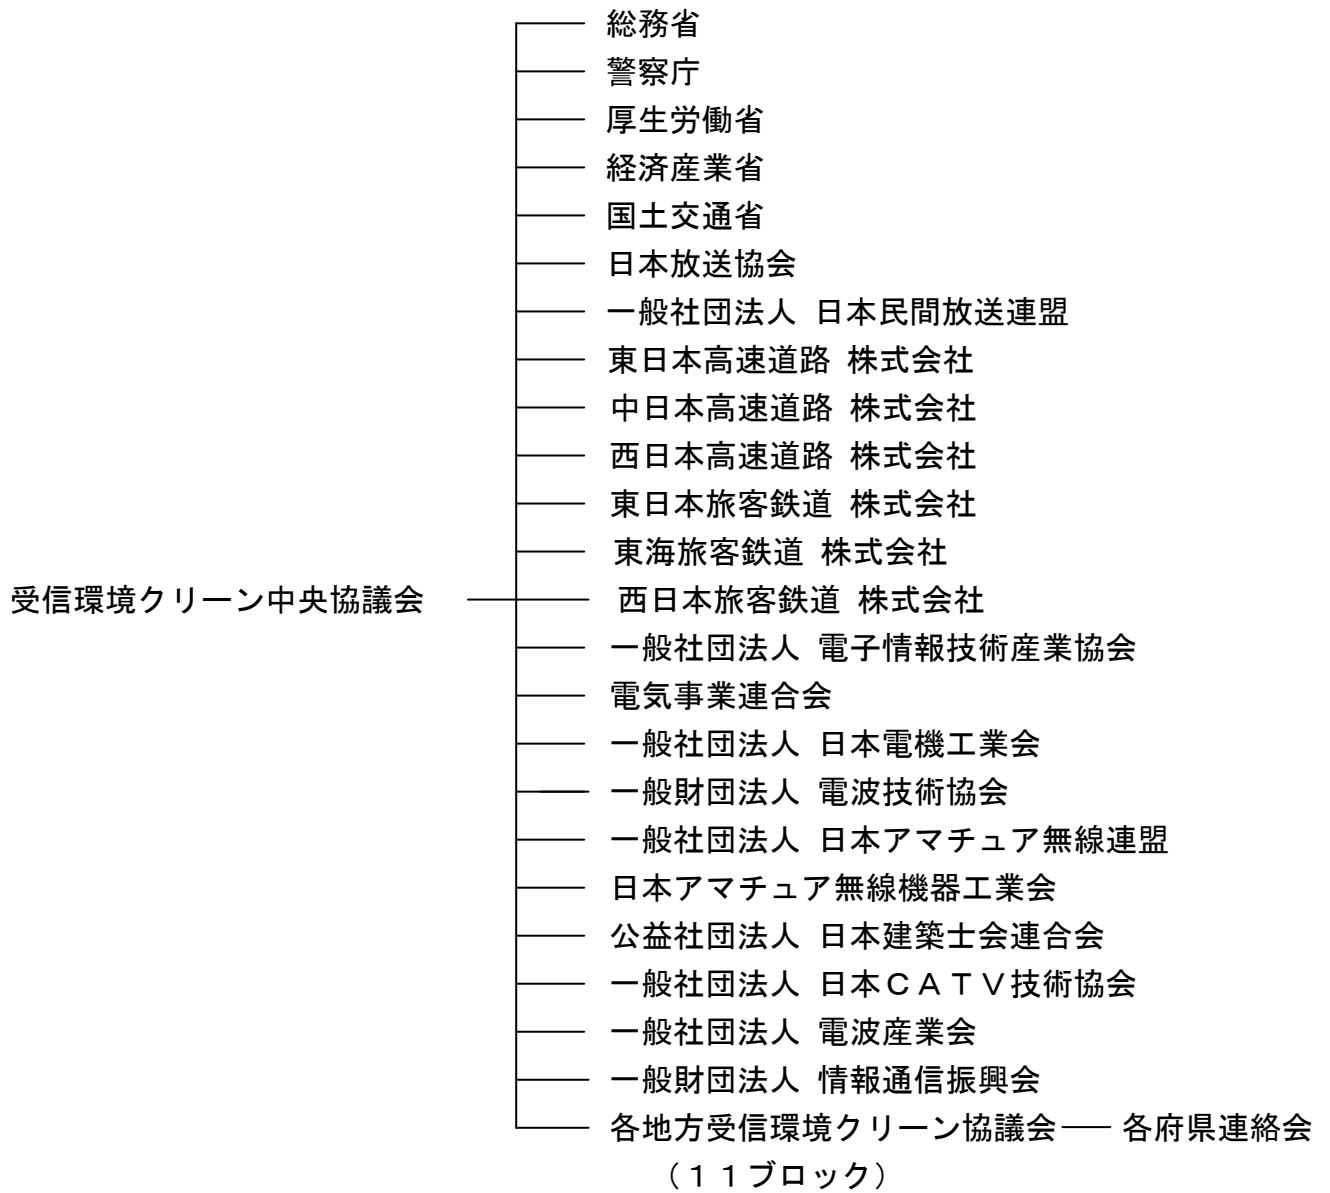 総務省
警察庁
厚生労働省
経済産業省
国土交通省
日本放送協会
一般社団法人 日本民間放送連盟
東日本高速道路 株式会社
中日本高速道路 株式会社
西日本高速道路 株式会社
東日本旅客鉄道 株式会社
東海旅客鉄道 株式会社
受信環境クリーン中央協議会 西日本旅客鉄道 株式会社
一般社団法人 電子情報技術産業協会
電気事業連合会
一般社団法人 日本電機工業会
一般財団法人 電波技術協会
一般社団法人 日本アマチュア無線連盟
日本アマチュア無線機器工業会
公益社団法人 日本建築士会連合会
一般社団法人 日本CATV技術協会
一般社団法人 電波産業会
一般財団法人 情報通信振興会
各地方受信環境クリーン協議会 各府県連絡会
(11ブロック)